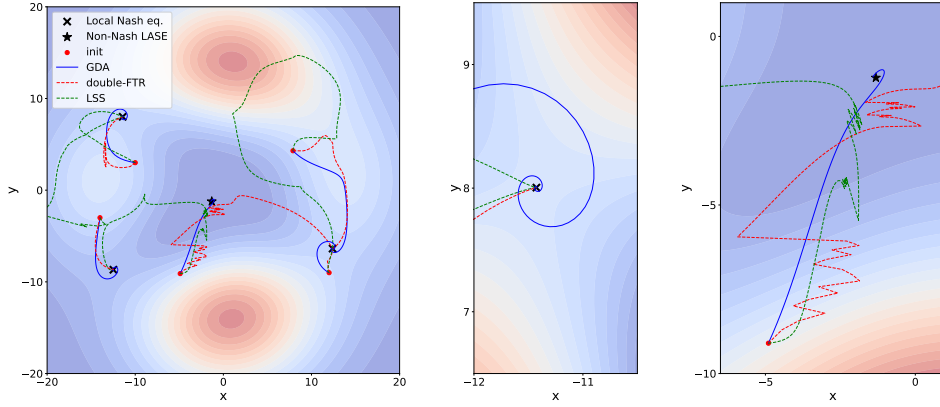 20
10
0
−10
−20
−20
−10
0
10
20
x
y
Local Nash eq.
Non-Nash LASE
init
GDA
double-FTR
LSS
9
8
7
−12
−11
x
y
0
−5
−10
−5
0
x
y